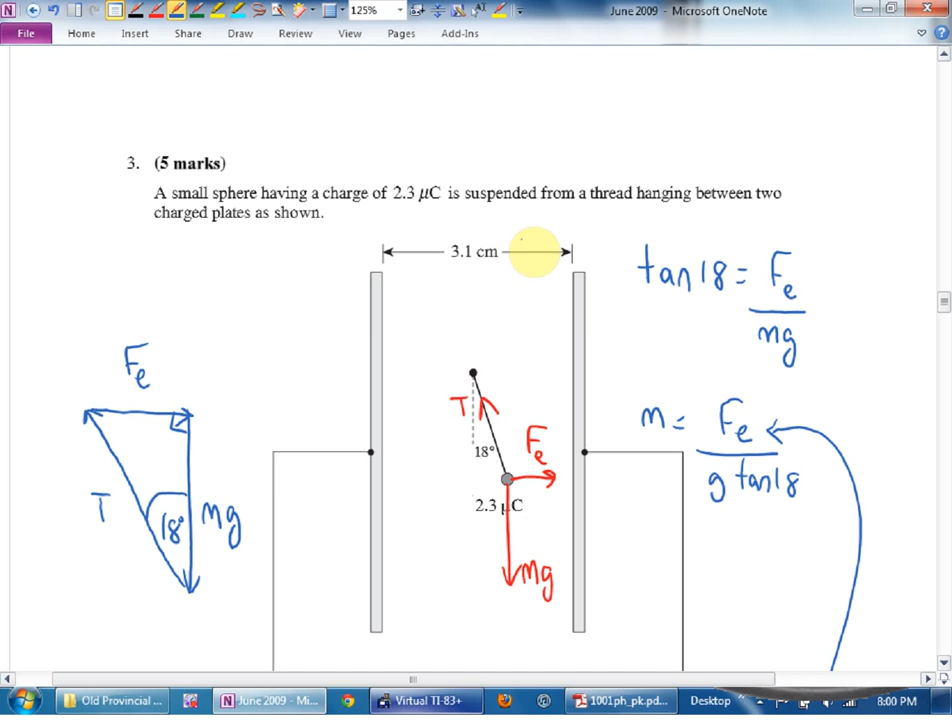 125%
June 2009 - Microsoft OneNote
File Home Insert Share Draw Review View Pages Add-Ins
3. (5 marks)
A small sphere having a charge of 2.3 μC is suspended from a thread hanging between two
charged plates as shown.
3.1 cm
tan18 = Fe
mg
Fe
T
18°
Fe
m = Fe
g tan18
T
18°
mg
2.3 μC
mg
Old Provincial ...
June 2009 - Mi...
Virtual TI-83+
1001ph_pk.pd...
Desktop
8:00 PM